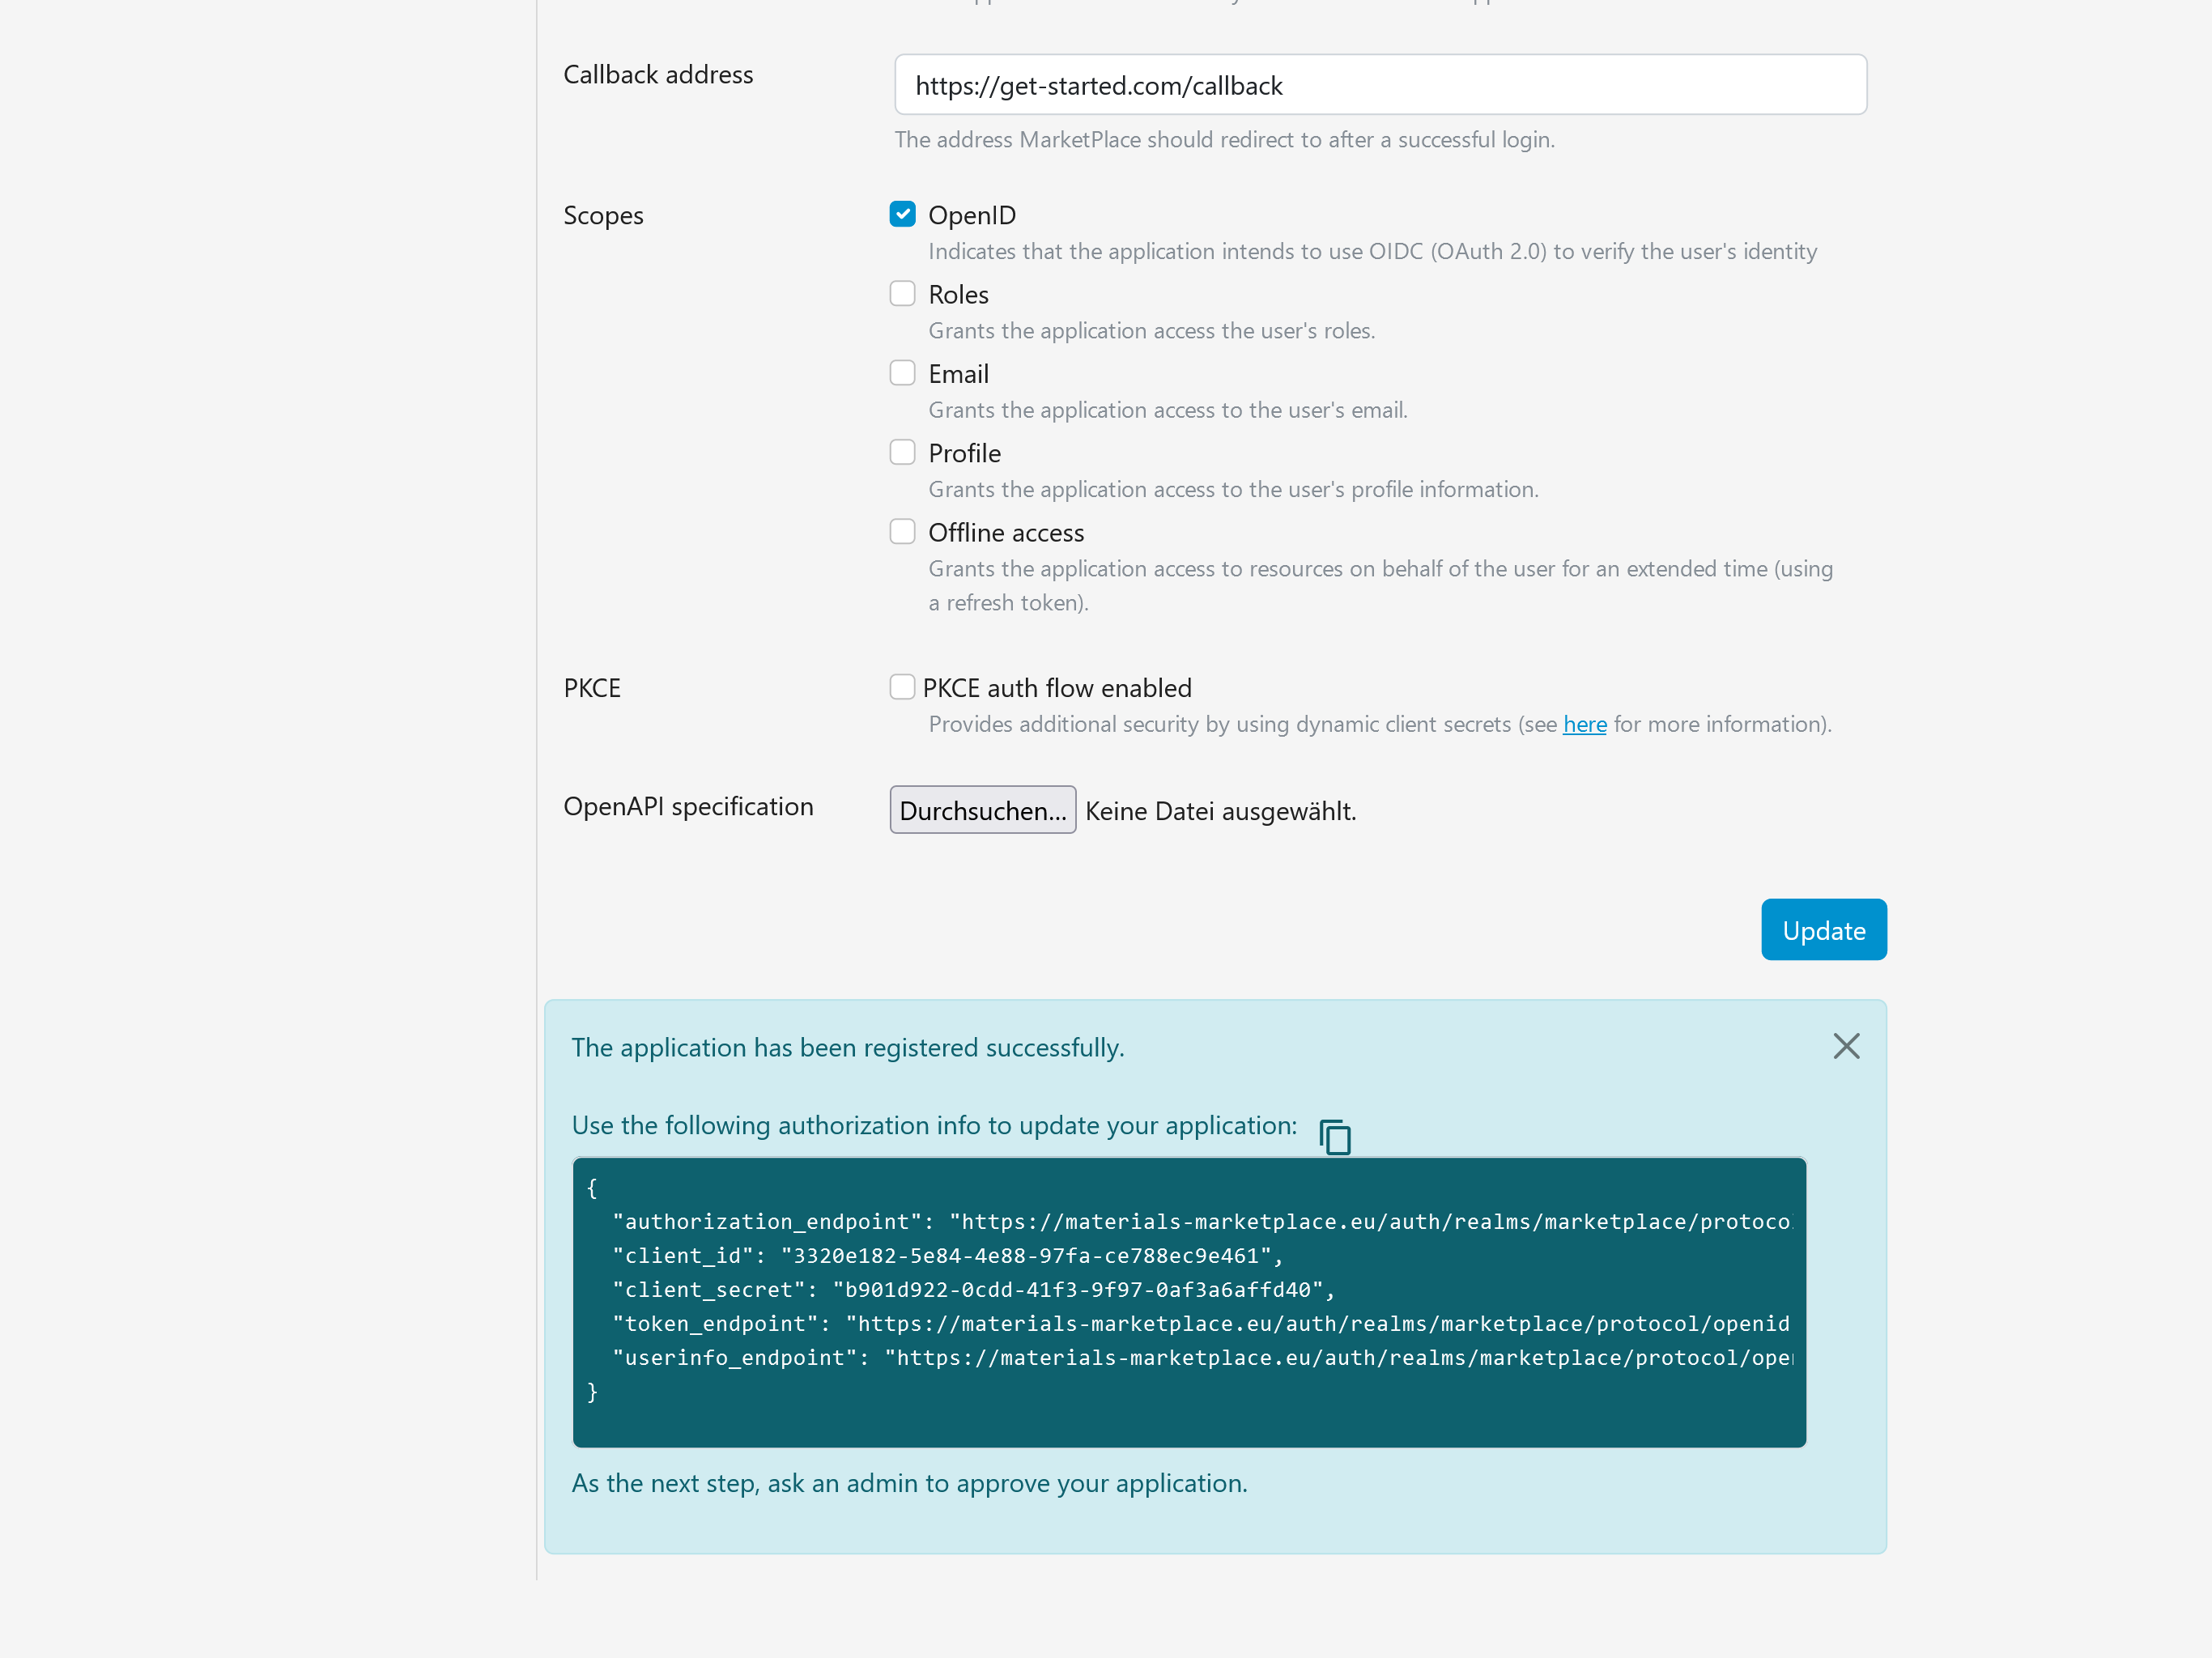 Callback address
https://get-started.com/callback
The address MarketPlace should redirect to after a successful login.
Scopes
OpenID
Indicates that the application intends to use OIDC (OAuth 2.0) to verify the user's identity
Roles
Grants the application access the user's roles.
Email
Grants the application access to the user's email.
Profile
Grants the application access to the user's profile information.
Offline access
Grants the application access to resources on behalf of the user for an extended time (using
a refresh token).
PKCE
PKCE auth flow enabled
Provides additional security by using dynamic client secrets (see here for more information).
OpenAPI specification
Durchsuchen... Keine Datei ausgewählt.
Update
The application has been registered successfully.
Use the following authorization info to update your application:
{
"authorization_endpoint": "https://materials-marketplace.eu/auth/realms/marketplace/protocol
"client_id": "3320e182-5e84-4e88-97fa-ce788ec9e461",
"client_secret": "b901d922-0cdd-41f3-9f97-0af3a6affd40",
"token_endpoint": "https://materials-marketplace.eu/auth/realms/marketplace/protocol/openid
"userinfo_endpoint": "https://materials-marketplace.eu/auth/realms/marketplace/protocol/open
}
As the next step, ask an admin to approve your application.